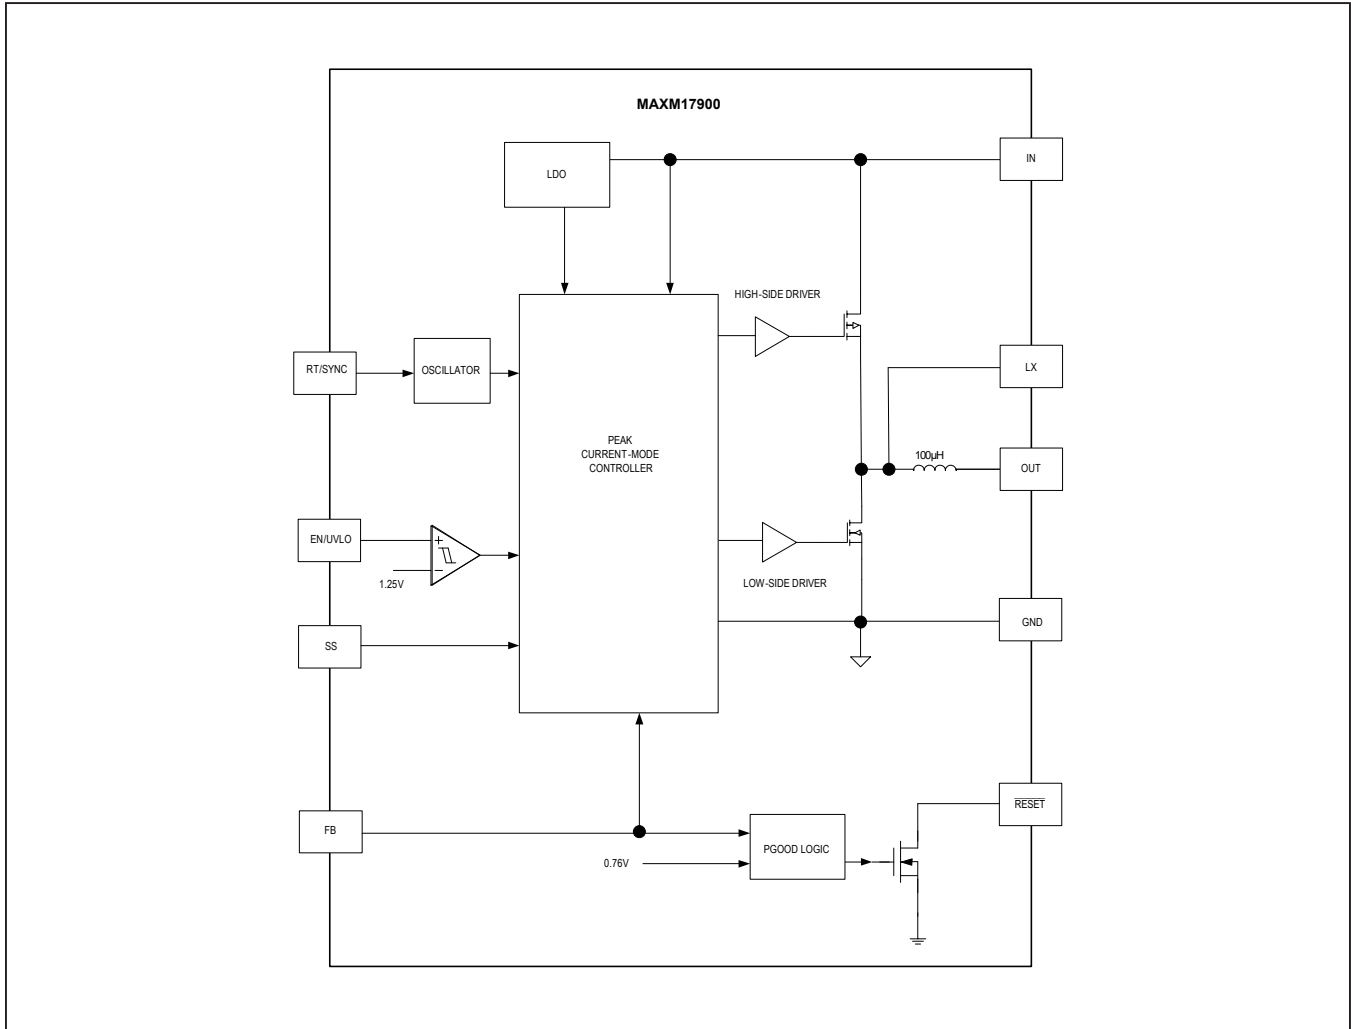 MAXM17900
IN
LDO
HIGH-SIDE DRIVER
RT/SYNC
OSCILLATOR
LX
PEAK
CURRENT-MODE
CONTROLLER
100µH
OUT
EN/UVLO
+
−
1.25V
LOW-SIDE DRIVER
GND
SS
RESET
FB
PGOOD LOGIC
0.76V